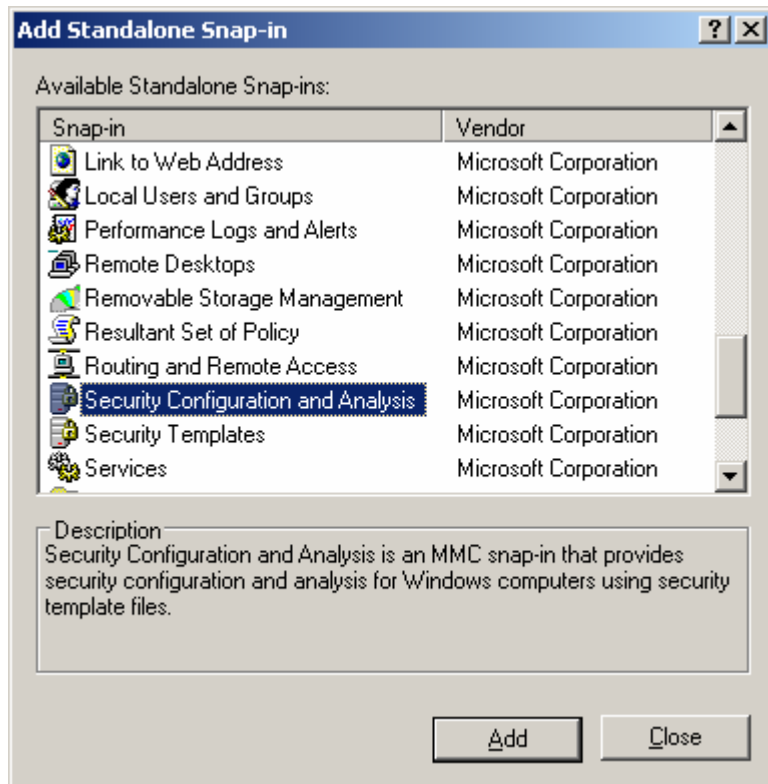 Add Standalone Snap-in
Available Standalone Snap-ins:
Snap-in Vendor
Link to Web Address Microsoft Corporation
Local Users and Groups Microsoft Corporation
Performance Logs and Alerts Microsoft Corporation
Remote Desktops Microsoft Corporation
Removable Storage Management Microsoft Corporation
Resultant Set of Policy Microsoft Corporation
Routing and Remote Access Microsoft Corporation
Security Configuration and Analysis Microsoft Corporation
Security Templates Microsoft Corporation
Services Microsoft Corporation
Description
Security Configuration and Analysis is an MMC snap-in that provides
security configuration and analysis for Windows computers using security
template files.
Add Close